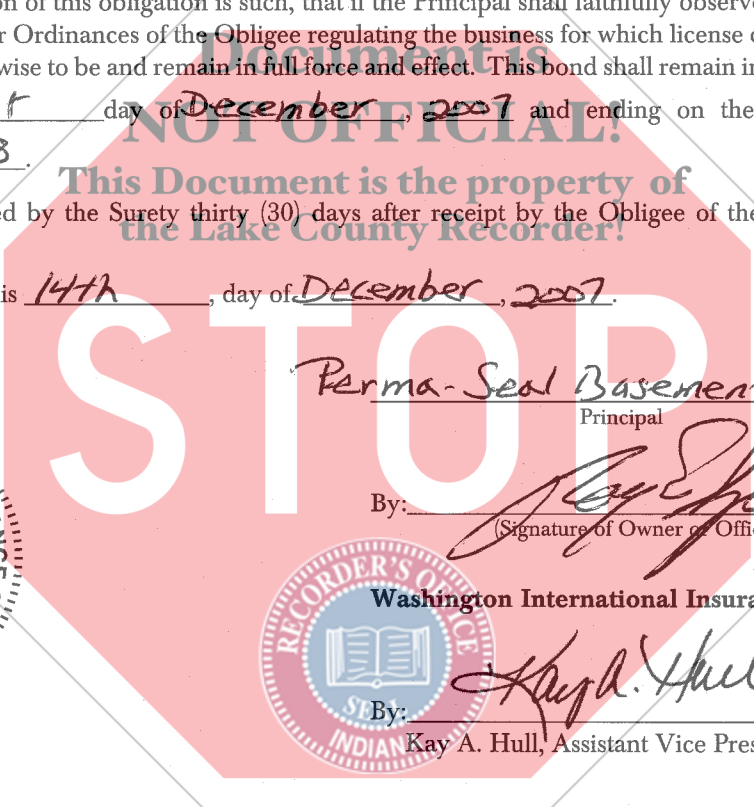 on of this obligation is such, that if the Principal shall faithfully observe
r Ordinances of the Obligee regulating the business for which license
wise to be and remain in full force and effect. This bond shall remain in
day of December, 2007 and ending on the
ed by the Surety thirty (30) days after receipt by the Obligee of the
is 14th, day of December, 2007.
Document is
NOT OFFICIAL!
This Document is the property of
the Lake County Recorder!
STOP
Perma-Seal Basement
Principal
By:
(Signature of Owner or Offi
Washington International Insura
By: Kay A. Hull
Kay A. Hull, Assistant Vice Pres
RECORDER'S OFFICE
SEAL
INDIANA